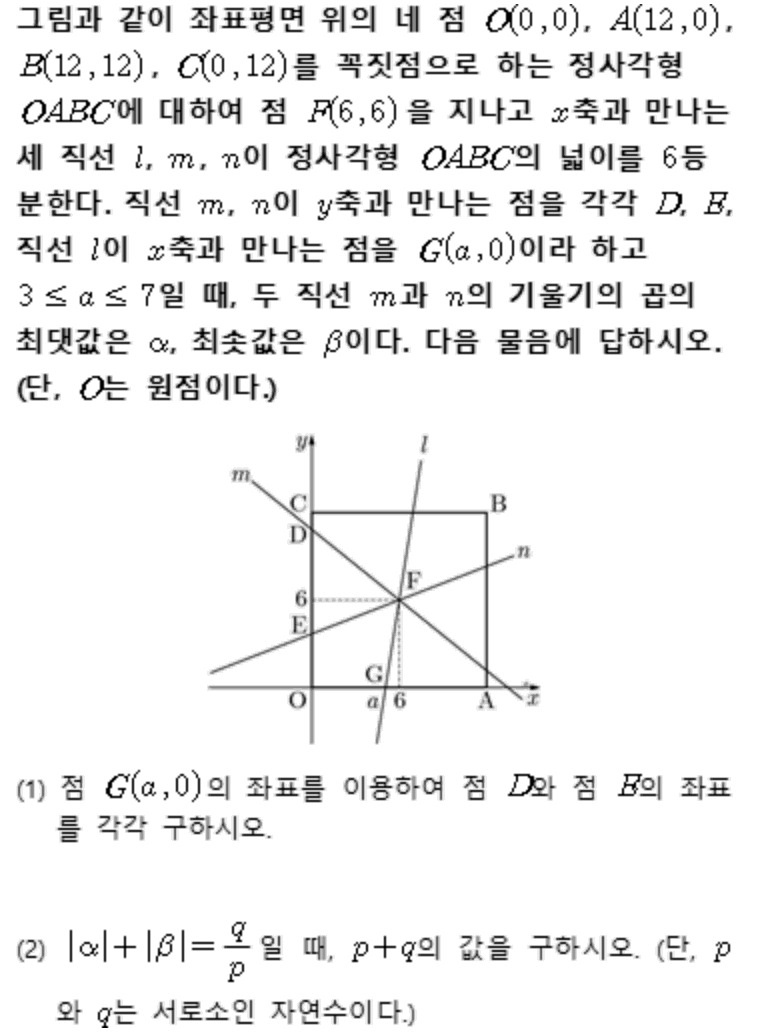 그림과 같이 좌표평면 위의 네 점 O(0,0), A(12,0),
B(12,12), C(0,12)를 꼭짓점으로 하는 정사각형
OABC에 대하여 점 F(6,6)을 지나고 x축과 만나는
세 직선 l, m, n이 정사각형 OABC의 넓이를 6등
분한다. 직선 m, n이 y축과 만나는 점을 각각 D, E,
직선 l이 x축과 만나는 점을 G(a,0)이라 하고
3 ≤ a ≤ 7일 때, 두 직선 m과 n의 기울기의 곱의
최댓값은 α, 최솟값은 β이다. 다음 물음에 답하시오.
(단, O는 원점이다.)
y l
m
C B
D
n
F
6
E
G
O a 6 A x
(1) 점 G(a,0)의 좌표를 이용하여 점 D와 점 E의 좌표
를 각각 구하시오.
(2) |α|+|β|=q/p 일 때, p+q의 값을 구하시오. (단, p
와 q는 서로소인 자연수이다.)